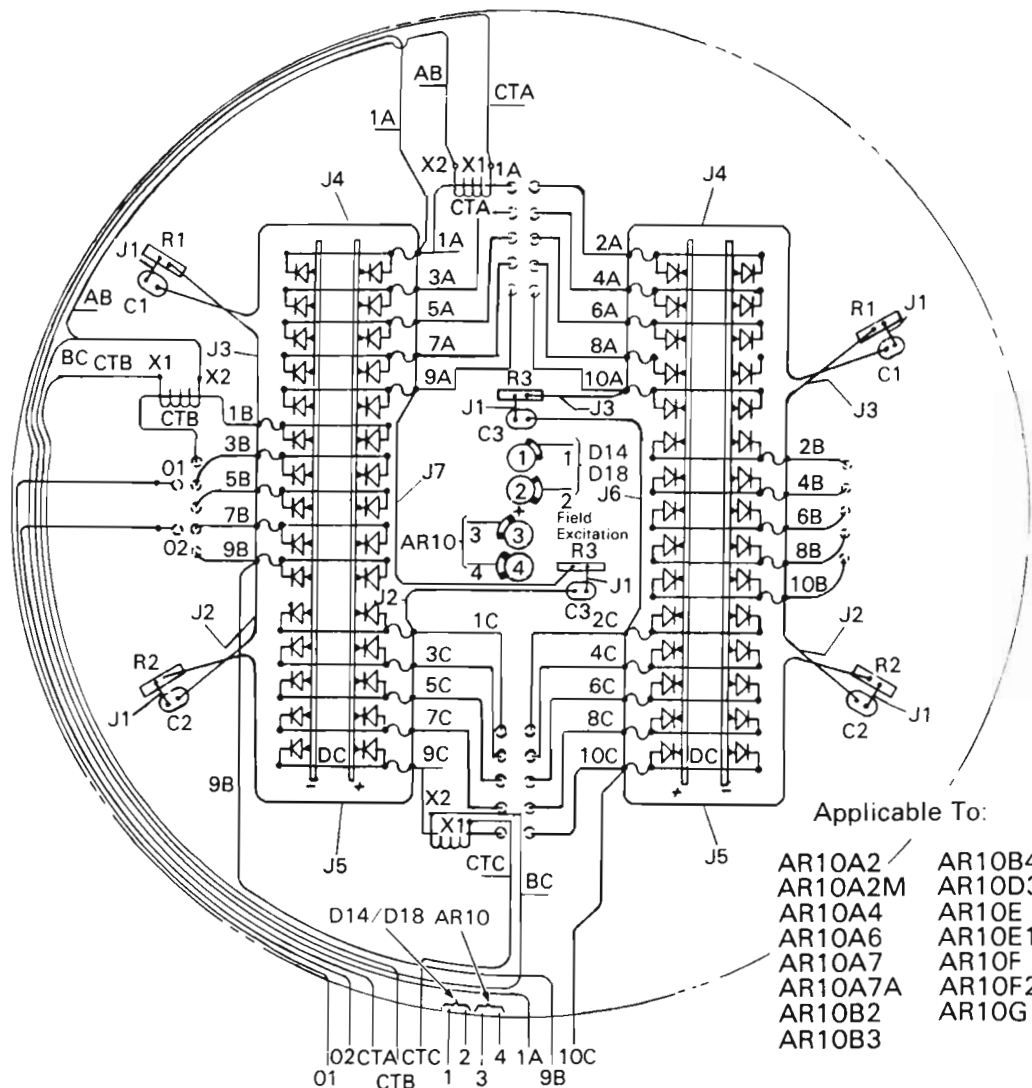 AB
CTA
1A
X2 X1 1A
CTA
J4
J4
1A
2A
3A
4A
5A
6A
7A
8A
9A
10A
J1
R1
C1
AB
R1
J1
C1
J3
J3
BC
CTB
X1
X2
CTB
J3
R3
J1
C3
1B
3B
5B
7B
9B
01
02
2B
4B
6B
8B
10B
J7
J6
1
1
D14
D18
2
2
+
Field
Excitation
AR10
3
3
4
4
R3
J1
C3
J2
J2
R2
J1
C2
J2
R2
J1
C2
1C
2C
3C
4C
5C
6C
7C
8C
9C
10C
DC
- +
DC
+ -
9B
X2
X1
CTC
BC
J5
J5
D14/D18 AR10
01
02
CTA
CTB
CTC
1
2
3
4
1A
9B
10C
Applicable To:
AR10A2 AR10B4
AR10A2M AR10D3
AR10A4 AR10E
AR10A6 AR10E1
AR10A7 AR10F
AR10A7A AR10F2
AR10B2 AR10G
AR10B3